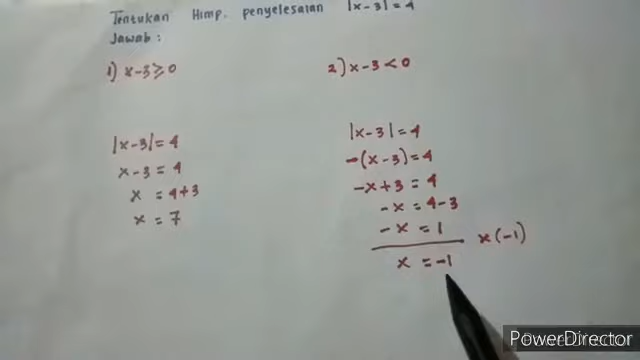 Tentukan Himp. penyelesaian |x-3| = 4
Jawab:
1) x-3 ≥ 0
|x-3| = 4
x-3 = 4
x = 4+3
x = 7
2) x-3 < 0
|x-3| = 4
-(x-3) = 4
-x+3 = 4
-x = 4-3
-x = 1 x(-1)
x = -1
PowerDirector